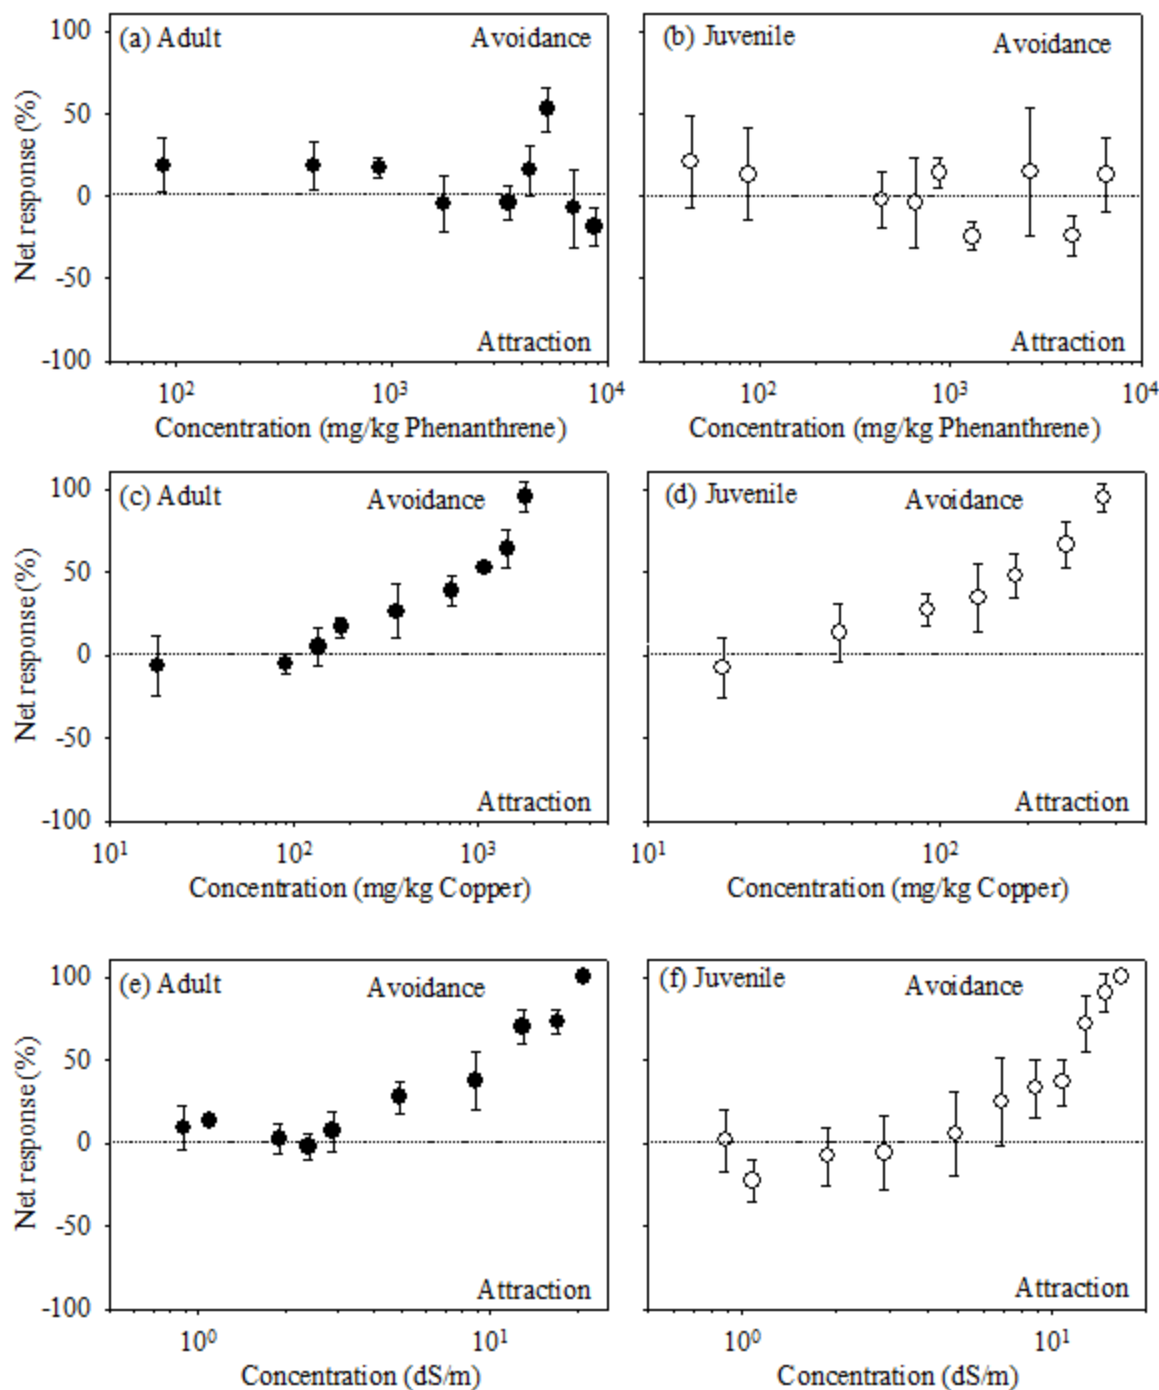 (a) Adult
Avoidance
(b) Juvenile
Avoidance
100
50
0
-50
-100
Net response (%)
Attraction
Attraction
10²
10³
10⁴
10²
10³
10⁴
Concentration (mg/kg Phenanthrene)
Concentration (mg/kg Phenanthrene)
(c) Adult
Avoidance
(d) Juvenile
Avoidance
100
50
0
-50
-100
Net response (%)
Attraction
Attraction
10¹
10²
10³
10¹
10²
Concentration (mg/kg Copper)
Concentration (mg/kg Copper)
(e) Adult
Avoidance
(f) Juvenile
Avoidance
100
50
0
-50
-100
Net response (%)
Attraction
Attraction
10⁰
10¹
10⁰
10¹
Concentration (dS/m)
Concentration (dS/m)